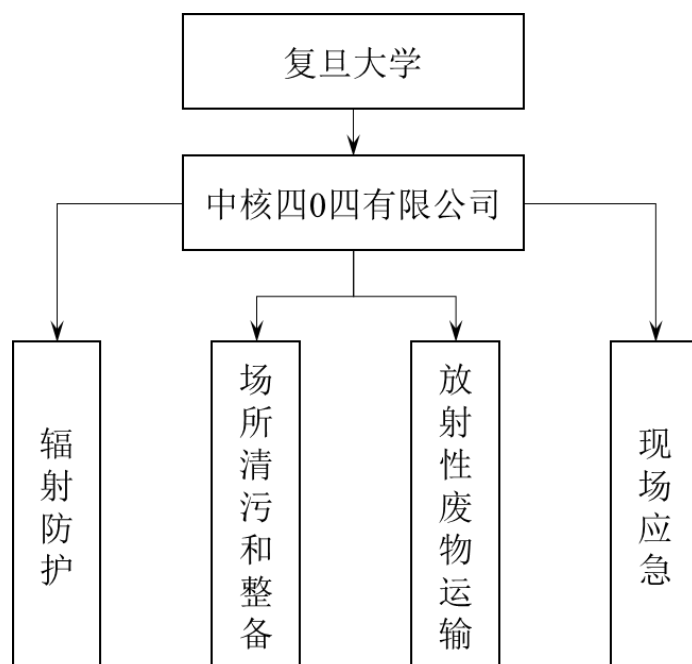 复旦大学
中核四0四有限公司
辐射防护
场所清污和整备
放射性废物运输
现场应急